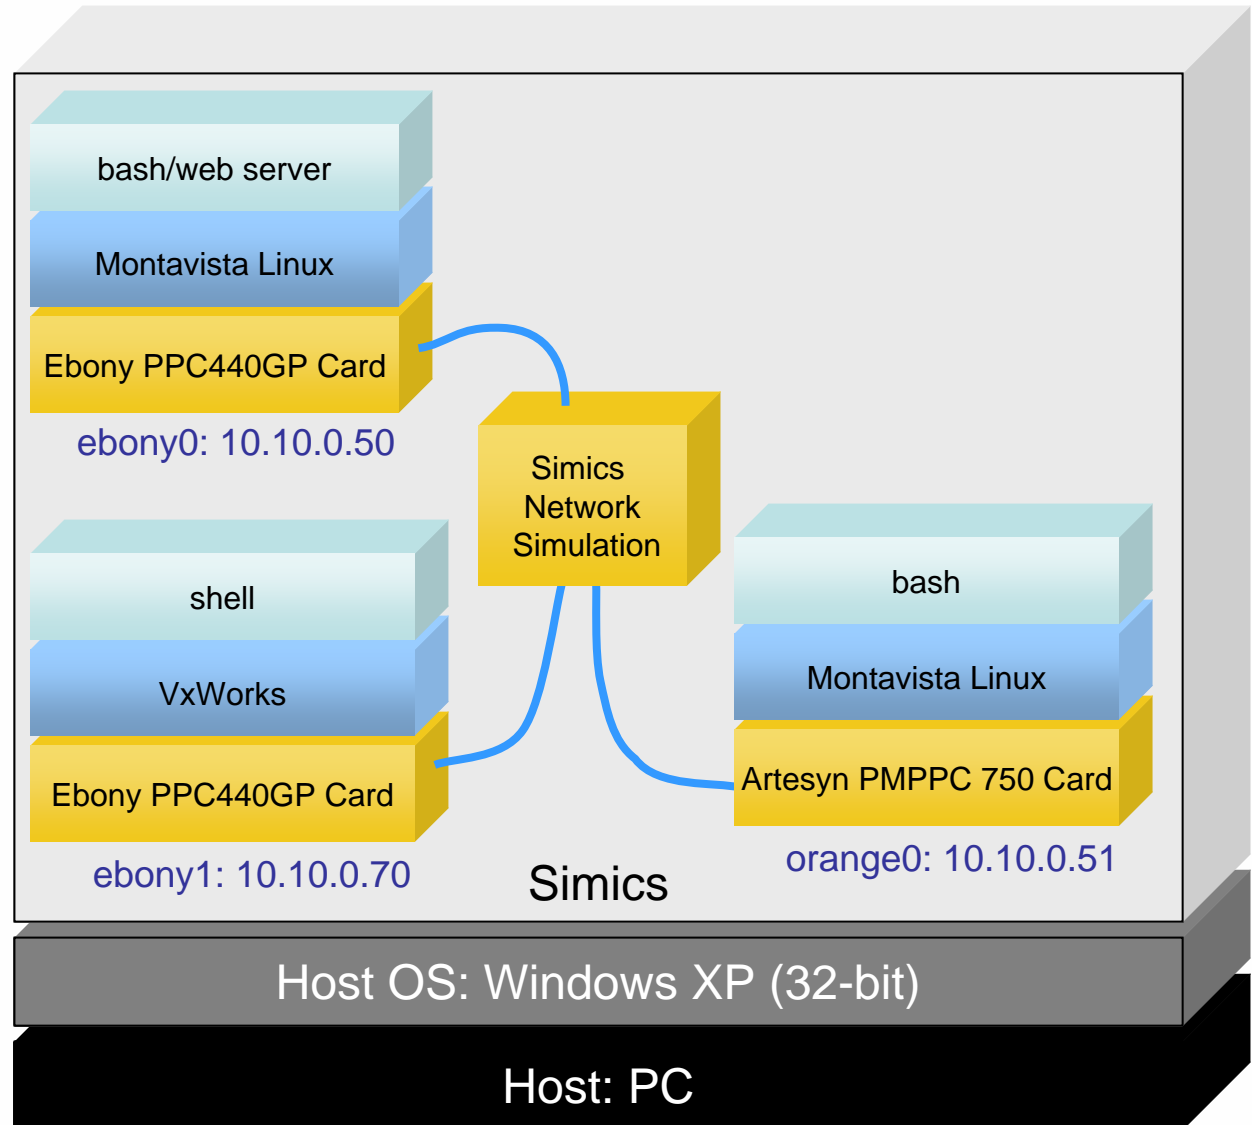 bash/web server
Montavista Linux
Ebony PPC440GP Card
ebony0: 10.10.0.50
Simics
Network
Simulation
shell
VxWorks
Ebony PPC440GP Card
ebony1: 10.10.0.70
bash
Montavista Linux
Artesyn PMPPC 750 Card
orange0: 10.10.0.51
Simics
Host OS: Windows XP (32-bit)
Host: PC